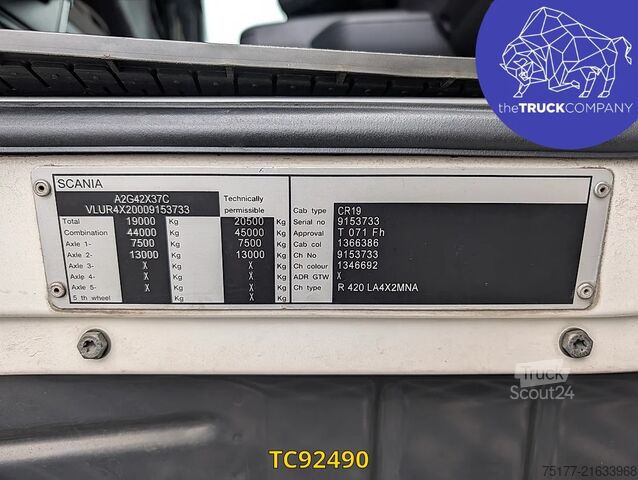 theTRUCKCOMPANY
SCANIA
A2G42X37C
VLUR4X20009153733
Technically permissible
Total 19000 Kg 20500 Kg
Combination 44000 Kg 45000 Kg
Axle 1- 7500 Kg 7500 Kg
Axle 2- 13000 Kg 13000 Kg
Axle 3- X Kg X Kg
Axle 4- X Kg X Kg
Axle 5- X Kg X Kg
5 th wheel X Kg X Kg
Cab type CR19
Serial no 9153733
Approval T 071 Fh
Cab col 1366386
Ch No 9153733
Ch colour 1346692
ADR GTW X
Ch type R 420 LA4X2MNA
Truck
Scout24
TC92490
75177-21633968